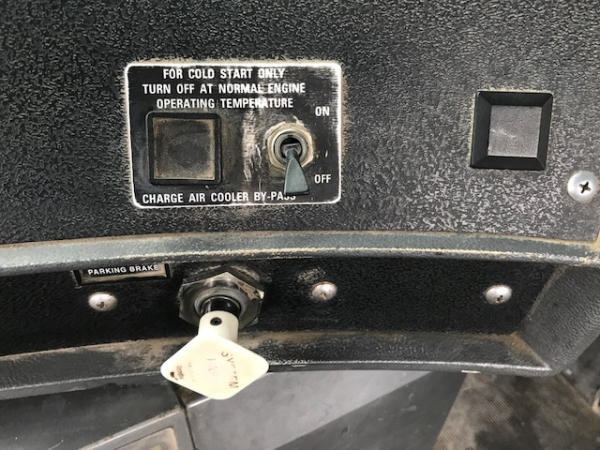 FOR COLD START ONLY
TURN OFF AT NORMAL ENGINE
OPERATING TEMPERATURE
ON
OFF
CHARGE AIR COOLER BY-PASS
PARKING BRAKE